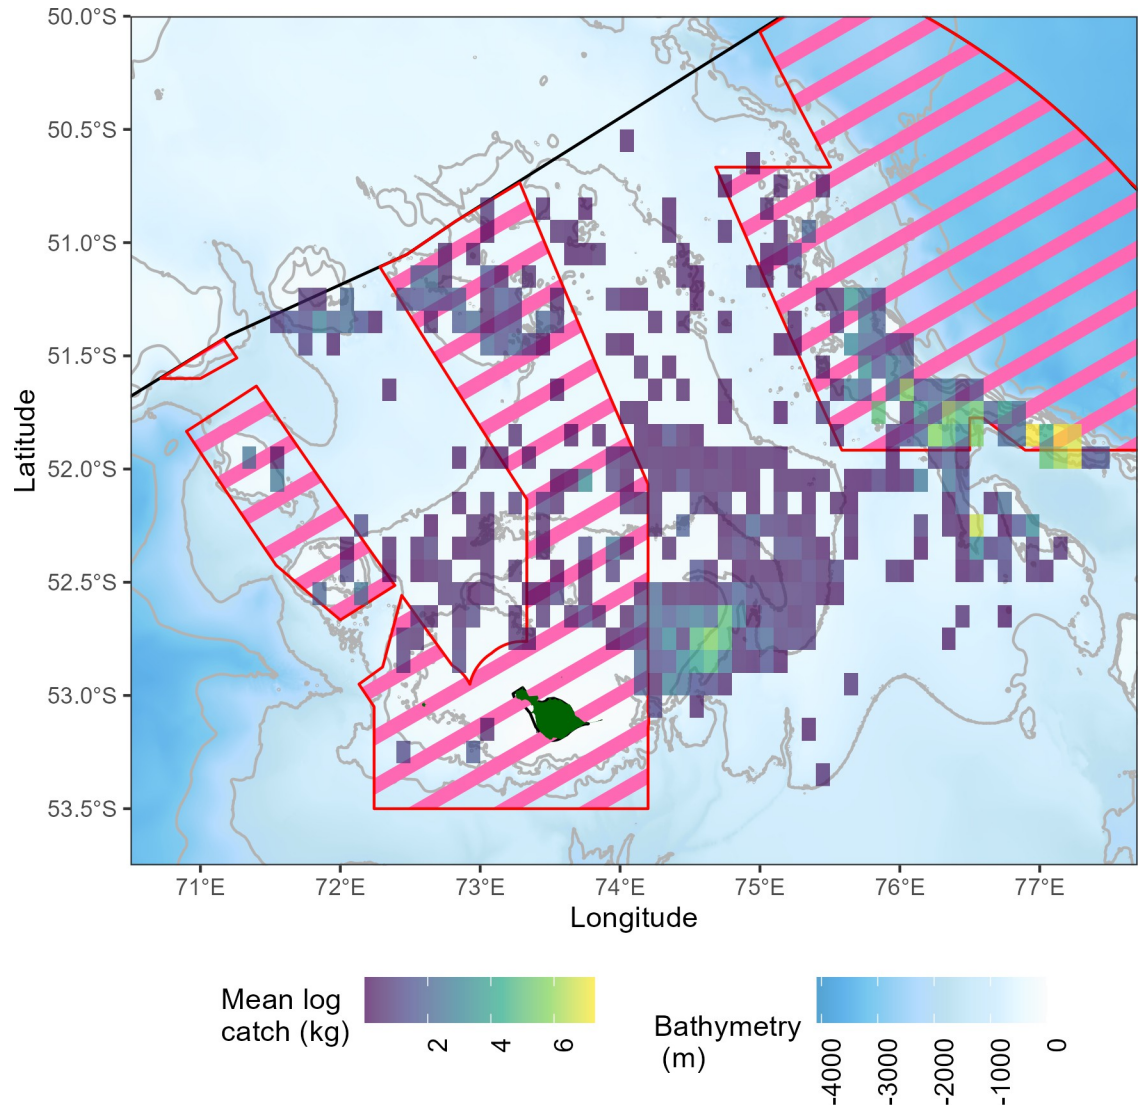 50.0°S
50.5°S
51.0°S
51.5°S
52.0°S
52.5°S
53.0°S
53.5°S
Latitude
71°E 72°E 73°E 74°E 75°E 76°E 77°E
Longitude
Mean log
catch (kg)
2 4 6
Bathymetry
(m)
-4000 -3000 -2000 -1000 0